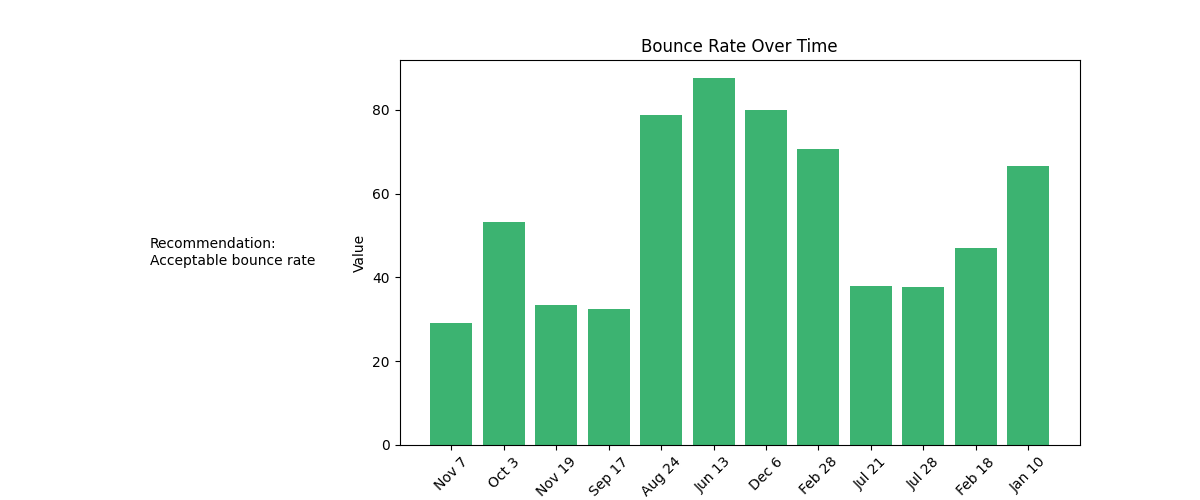 Bounce Rate Over Time
Recommendation:
Acceptable bounce rate
Value
80
60
40
20
0
Nov 7
Oct 3
Nov 19
Sep 17
Aug 24
Jun 13
Dec 6
Feb 28
Jul 21
Jul 28
Feb 18
Jan 10